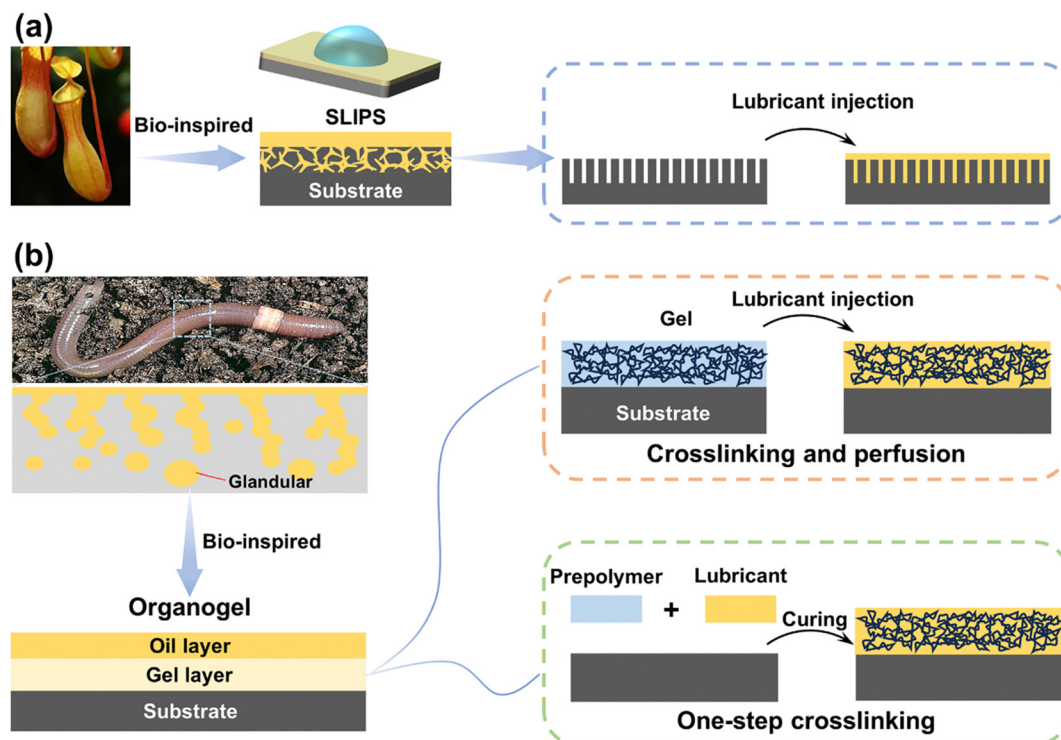 (a)
Bio-inspired
SLIPS
Substrate
Lubricant injection
(b)
Glandular
Bio-inspired
Organogel
Oil layer
Gel layer
Substrate
Lubricant injection
Gel
Substrate
Crosslinking and perfusion
Prepolymer
Lubricant
+
Curing
One-step crosslinking